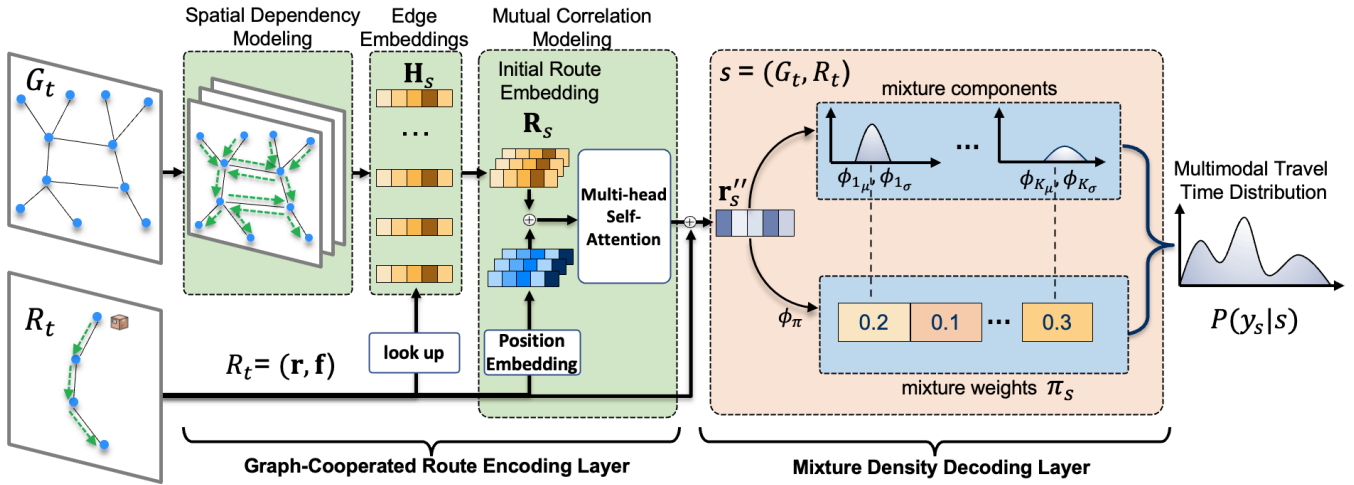 Spatial Dependency
Modeling
Edge
Embeddings
Mutual Correlation
Modeling
G_t
H_s
...
Initial Route
Embedding
R_s
Multi-head
Self-
Attention
⊕
⊕
R_t
R_t= (r, f)
look up
Position
Embedding
Graph-Cooperated Route Encoding Layer
s = (G_t, R_t)
mixture components
r''_s
...
ϕ_{1_μ}, ϕ_{1_σ}
ϕ_{K_μ}, ϕ_{K_σ}
ϕ_π
0.2 0.1 ... 0.3
mixture weights π_s
Mixture Density Decoding Layer
Multimodal Travel
Time Distribution
P(y_s|s)